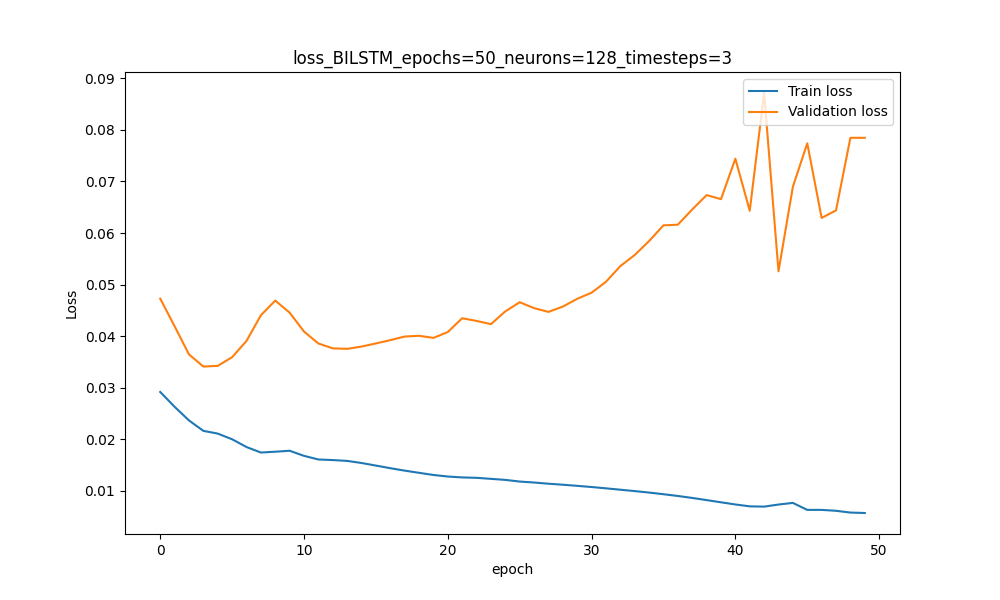 loss_BILSTM_epochs=50_neurons=128_timesteps=3
Train loss
Validation loss
0.09
0.08
0.07
0.06
0.05
0.04
0.03
0.02
0.01
Loss
0 10 20 30 40 50
epoch